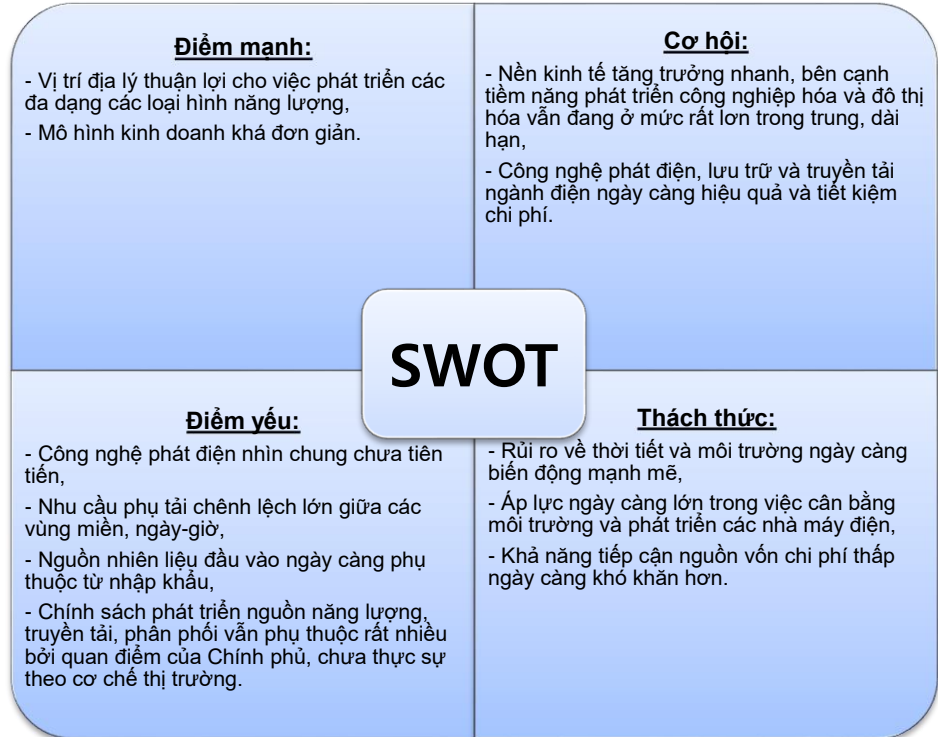 Điểm mạnh:
- Vị trí địa lý thuận lợi cho việc phát triển các
đa dạng các loại hình năng lượng,
- Mô hình kinh doanh khá đơn giản.
Cơ hội:
- Nền kinh tế tăng trưởng nhanh, bên cạnh
tiềm năng phát triển công nghiệp hóa và đô thị
hóa vẫn đang ở mức rất lơn trong trung, dài
hạn,
- Công nghệ phát điện, lưu trữ và truyền tải
ngành điện ngày càng hiệu quả và tiết kiệm
chi phí.
SWOT
Điểm yếu:
- Công nghệ phát điện nhìn chung chưa tiên
tiến,
- Nhu cầu phụ tải chênh lệch lớn giữa các
vùng miền, ngày-giờ,
- Nguồn nhiên liệu đầu vào ngày càng phụ
thuộc từ nhập khẩu,
- Chính sách phát triển nguồn năng lượng,
truyền tải, phân phối vẫn phụ thuộc rất nhiều
bởi quan điểm của Chính phủ, chưa thực sự
theo cơ chế thị trường.
Thách thức:
- Rủi ro về thời tiết và môi trường ngày càng
biến động mạnh mẽ,
- Áp lực ngày càng lớn trong việc cân bằng
môi trường và phát triển các nhà máy điện,
- Khả năng tiếp cận nguồn vốn chi phí thấp
ngày càng khó khăn hơn.